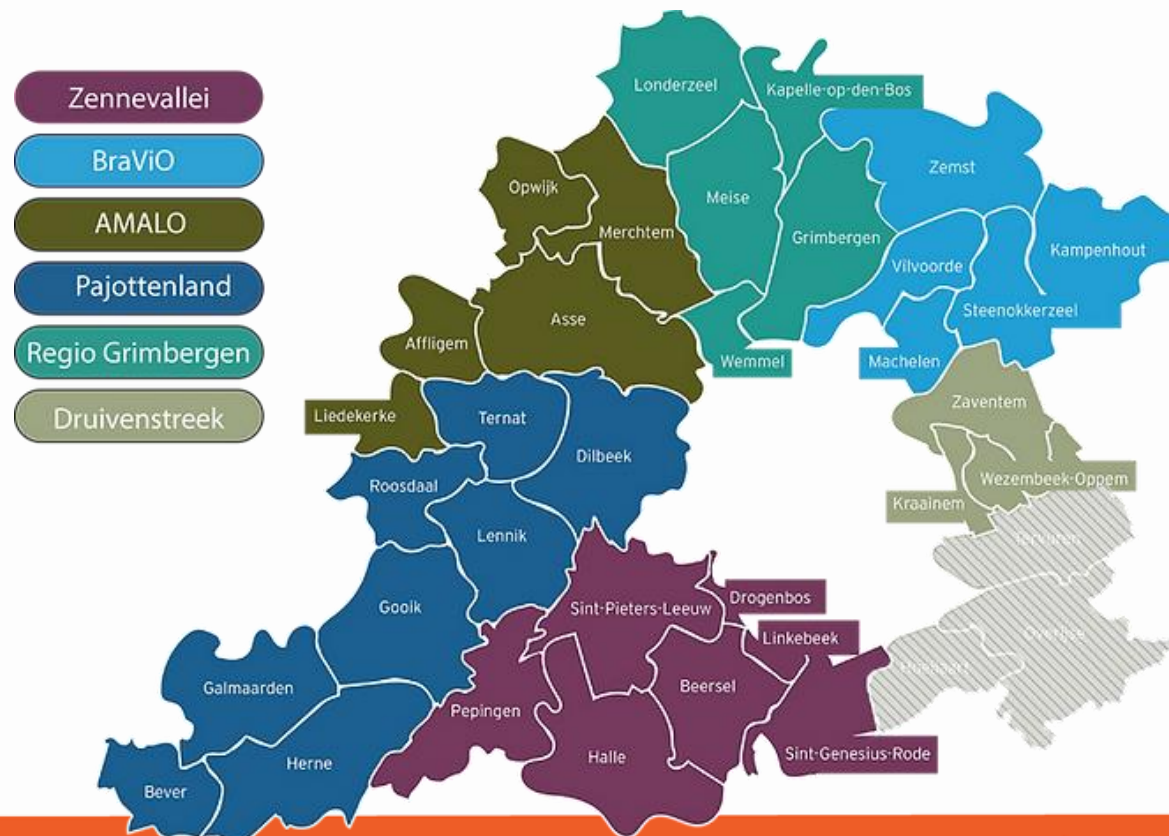 Zennevallei
BraViO
AMALO
Pajottenland
Regio Grimbergen
Druivenstreek
Londerzeel
Kapelle-op-den-Bos
Opwijk
Meise
Zemst
Merchtem
Grimbergen
Vilvoorde
Kampenhout
Asse
Steenokkerzeel
Affligem
Wemmel
Machelen
Liedekerke
Ternat
Zaventem
Dilbeek
Roosdaal
Wezembeek-Oppem
Kraainem
Lennik
Tervuren
Gooik
Sint-Pieters-Leeuw
Drogenbos
Overijse
Linkebeek
Hoeilaart
Galmaarden
Beersel
Pepingen
Sint-Genesius-Rode
Halle
Herne
Bever